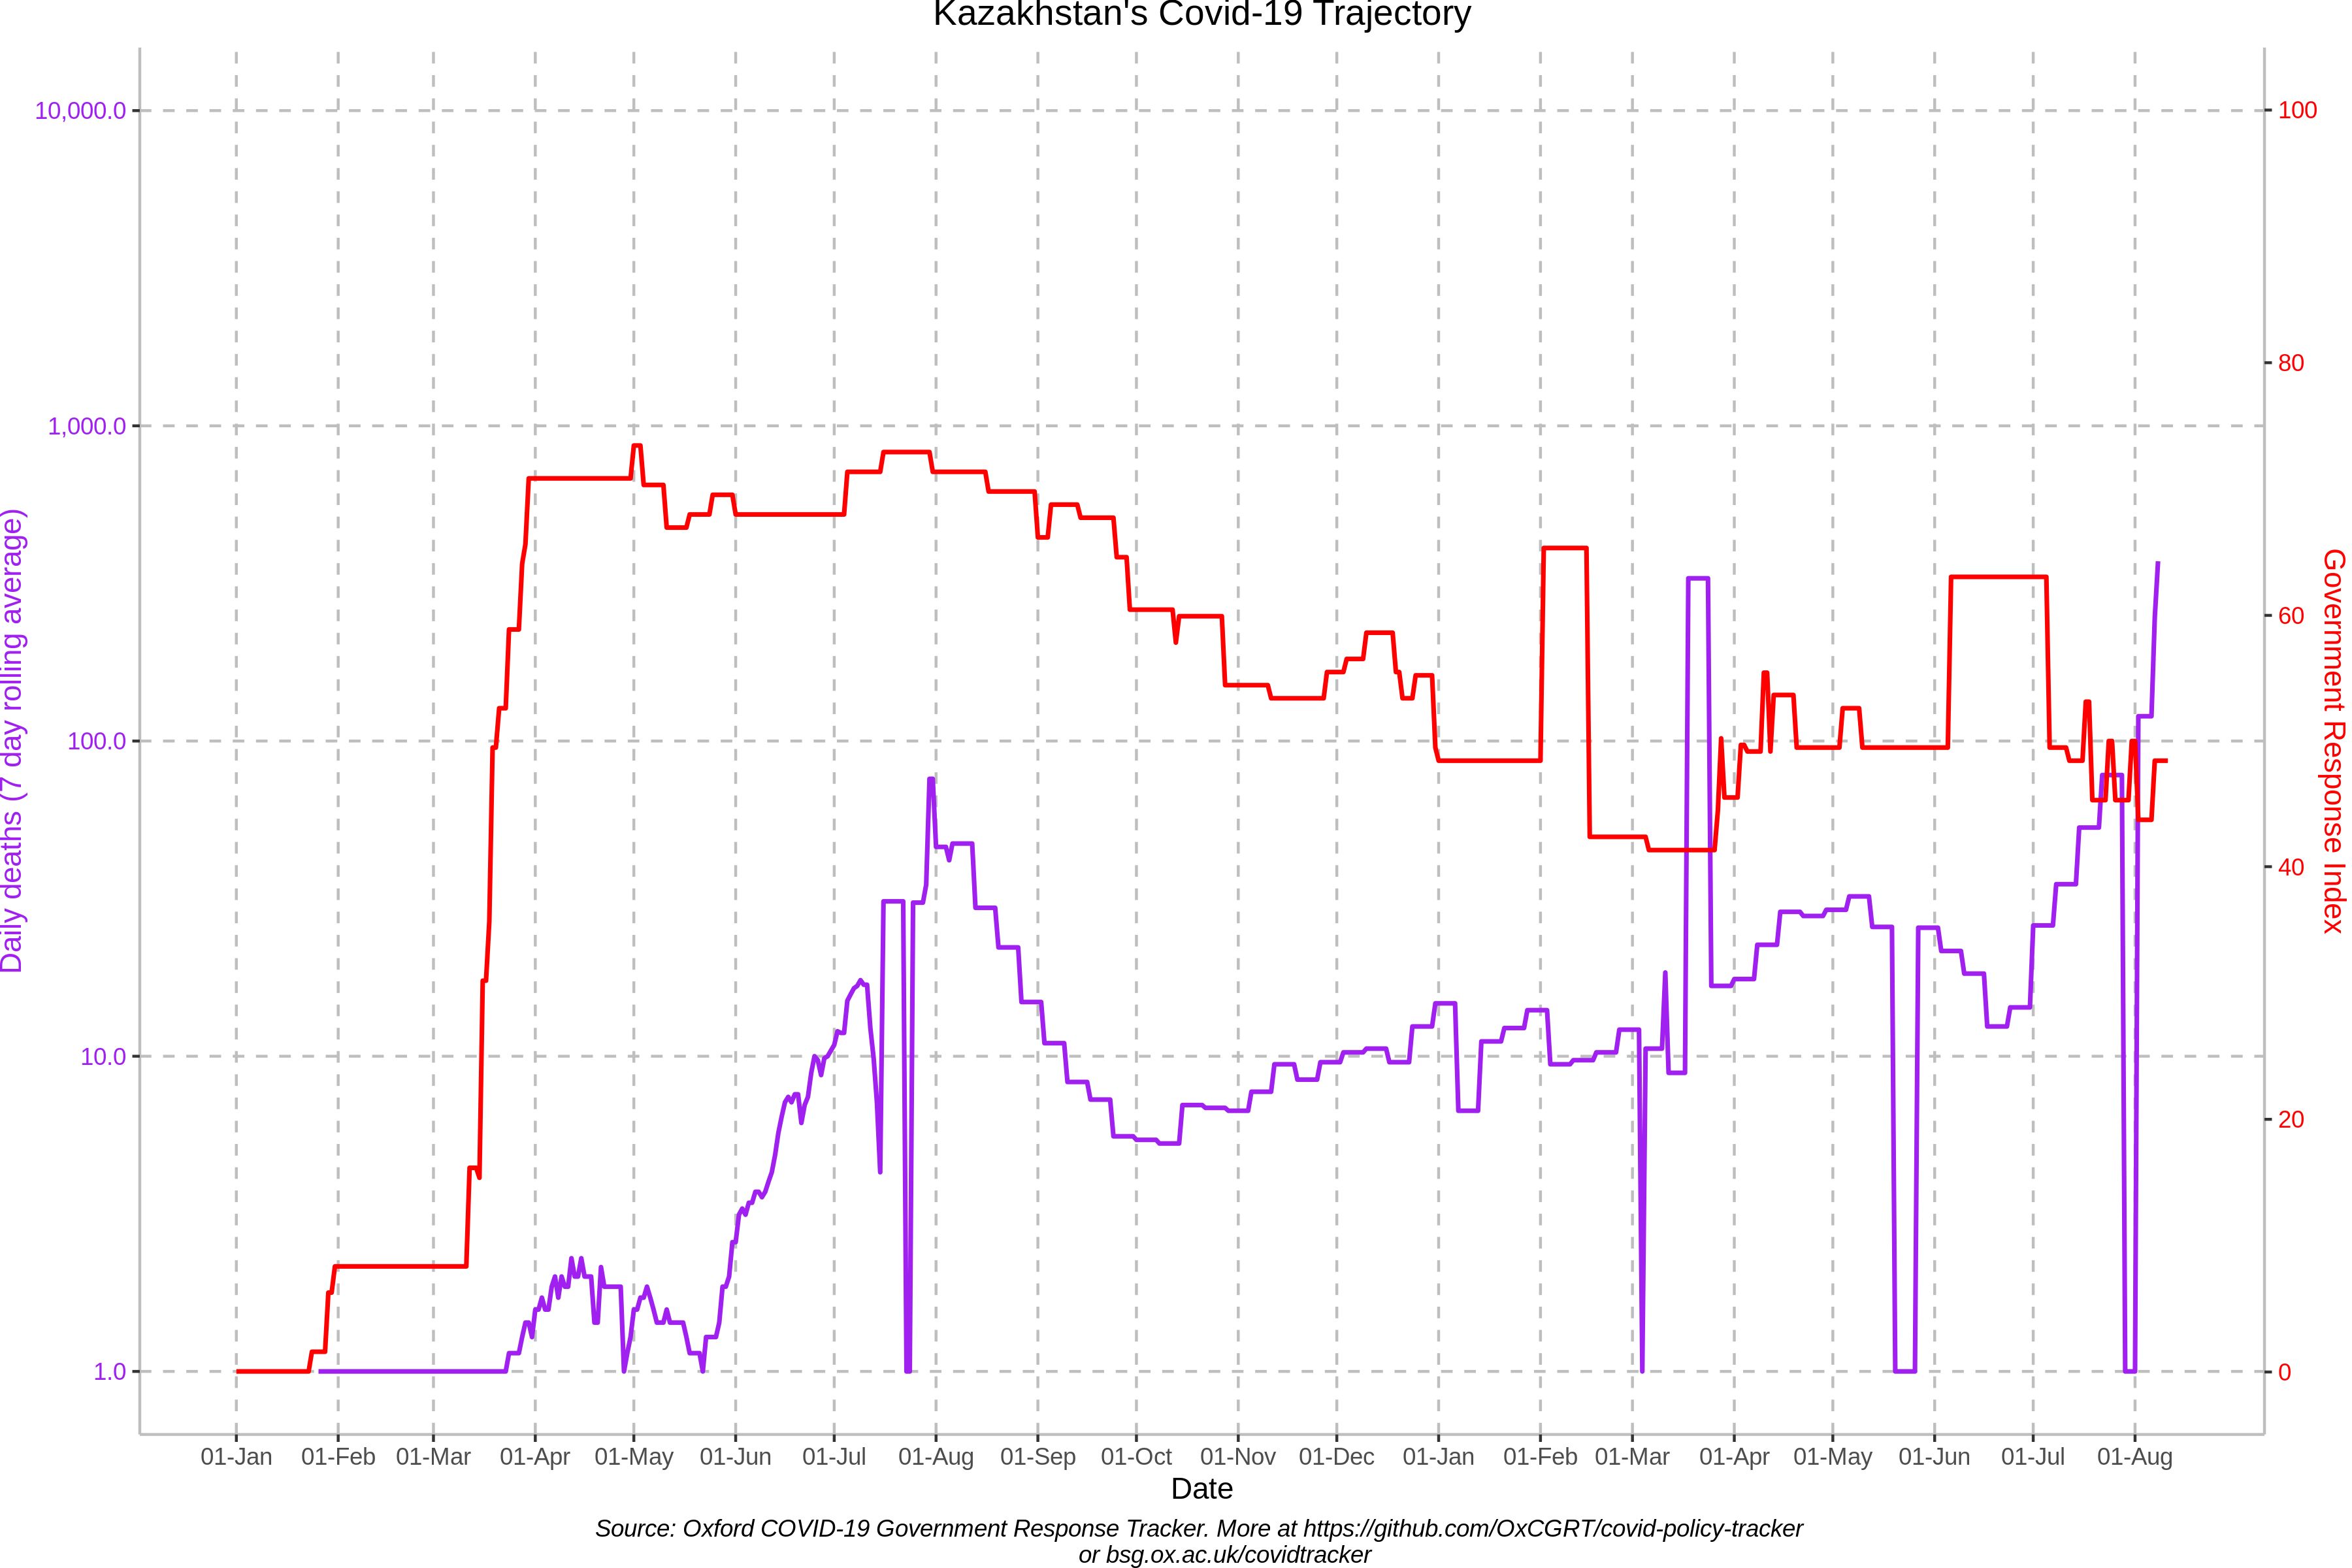 Kazakhstan's Covid-19 Trajectory
10,000.0
1,000.0
100.0
10.0
1.0
Daily deaths (7 day rolling average)
100
80
60
40
20
0
Government Response Index
01-Jan 01-Feb 01-Mar 01-Apr 01-May 01-Jun 01-Jul 01-Aug 01-Sep 01-Oct 01-Nov 01-Dec 01-Jan 01-Feb 01-Mar 01-Apr 01-May 01-Jun 01-Jul 01-Aug
Date
Source: Oxford COVID-19 Government Response Tracker. More at https://github.com/OxCGRT/covid-policy-tracker
or bsg.ox.ac.uk/covidtracker